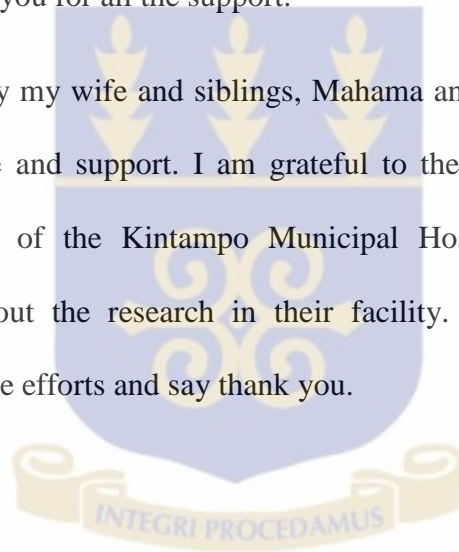 you for all the support.
y my wife and siblings, Mahama an
and support. I am grateful to the
of the Kintampo Municipal Hos
out the research in their facility.
e efforts and say thank you.
INTEGRI PROCEDAMUS